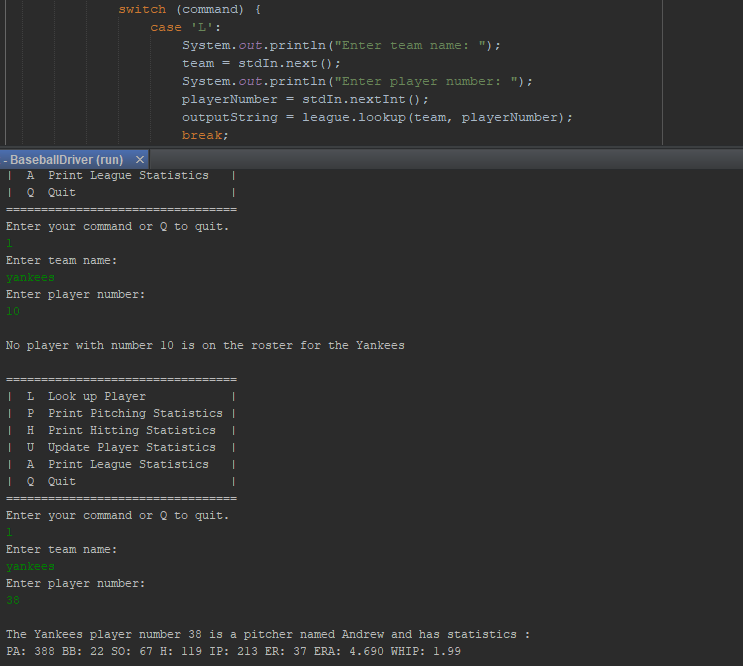 switch (command) {
case 'L':
System.out.println("Enter team name: ");
team = stdIn.next();
System.out.println("Enter player number: ");
playerNumber = stdIn.nextInt();
outputString = league.lookup(team, playerNumber);
break;
- BaseballDriver (run) ×
| A Print League Statistics |
| Q Quit |
=================================
Enter your command or Q to quit.
l
Enter team name:
yankees
Enter player number:
10
No player with number 10 is on the roster for the Yankees
=================================
| L Look up Player |
| P Print Pitching Statistics |
| H Print Hitting Statistics |
| U Update Player Statistics |
| A Print League Statistics |
| Q Quit |
=================================
Enter your command or Q to quit.
l
Enter team name:
yankees
Enter player number:
38
The Yankees player number 38 is a pitcher named Andrew and has statistics :
PA: 388 BB: 22 SO: 67 H: 119 IP: 213 ER: 37 ERA: 4.690 WHIP: 1.99